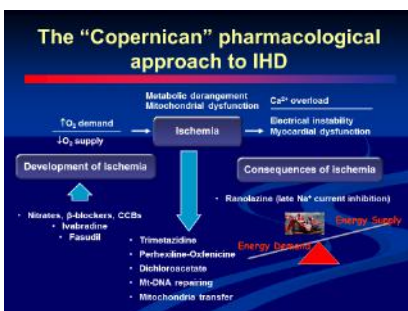 The “Copernican” pharmacological
approach to IHD
Metabolic derangement
Mitochondrial dysfunction
Ca²⁺ overload
↑O₂ demand
↓O₂ supply
Ischemia
Electrical instability
Myocardial dysfunction
Development of Ischemia
Consequences of ischemia
• Nitrates, β-blockers, CCBs
• Ivabradine
• Fasudil
• Ranolazine (late Na⁺ current inhibition)
Energy Supply
Energy Demand
• Trimetazidine
• Perhexiline-Oxfenicine
• Dichloroacetate
• Mt-DNA repairing
• Mitochondria transfer